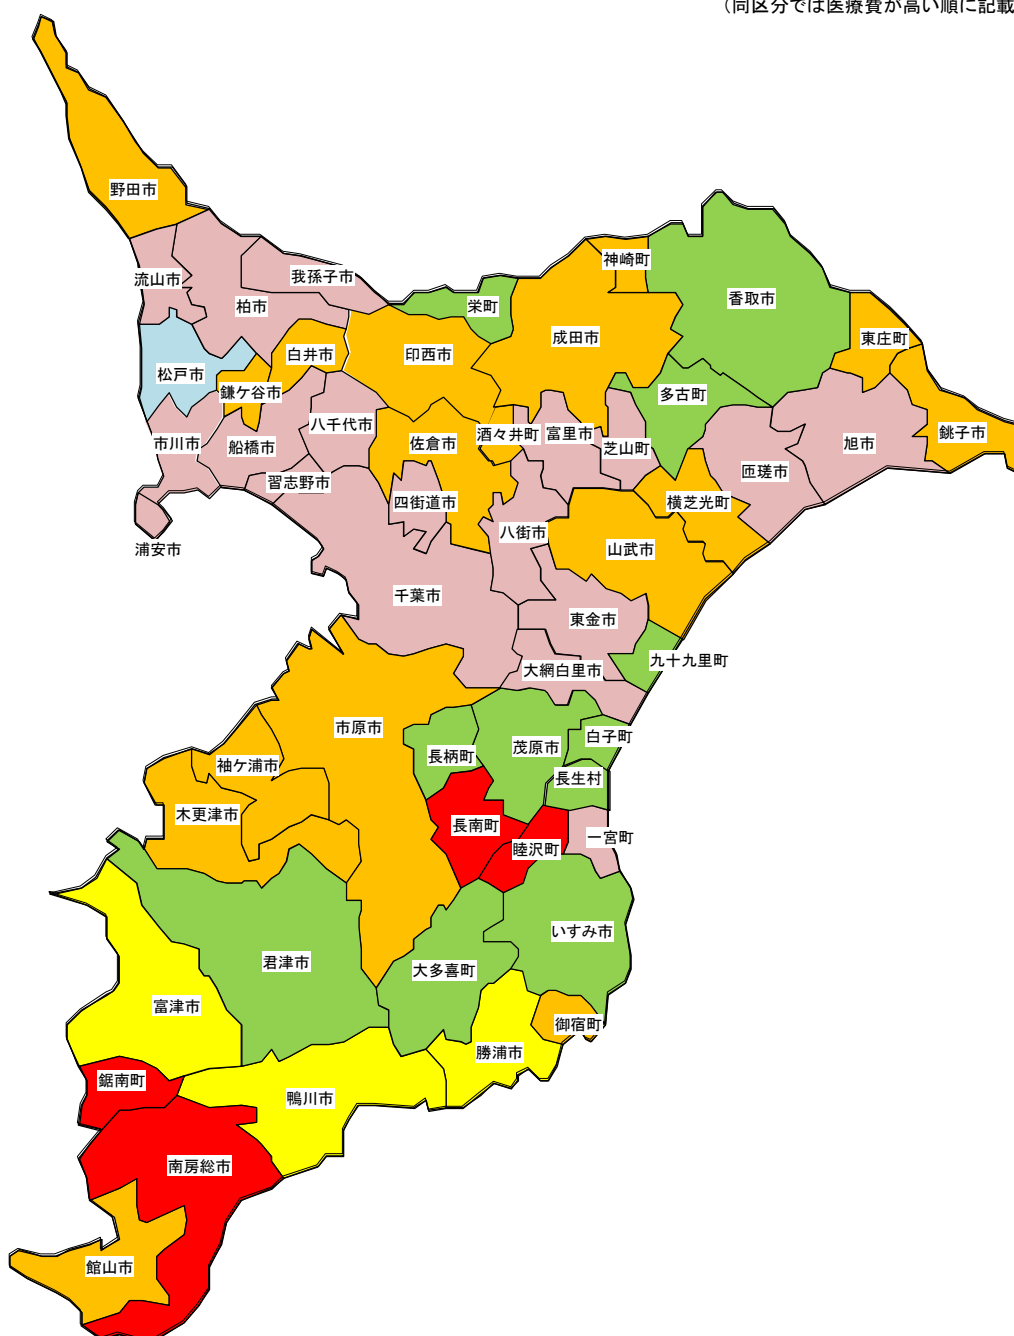 (同区分では医療費が高い順に記載
野田市
神崎町
流山市
我孫子市
香取市
柏市
栄町
成田市
東庄町
白井市
印西市
松戸市
鎌ケ谷市
多古町
八千代市
酒々井町
富里市
銚子市
市川市
船橋市
佐倉市
芝山町
旭市
匝瑳市
習志野市
四街道市
横芝光町
八街市
浦安市
山武市
千葉市
東金市
九十九里町
大網白里市
市原市
白子町
茂原市
長柄町
袖ケ浦市
長生村
木更津市
長南町
一宮町
睦沢町
いすみ市
君津市
大多喜町
富津市
御宿町
勝浦市
鋸南町
鴨川市
南房総市
館山市